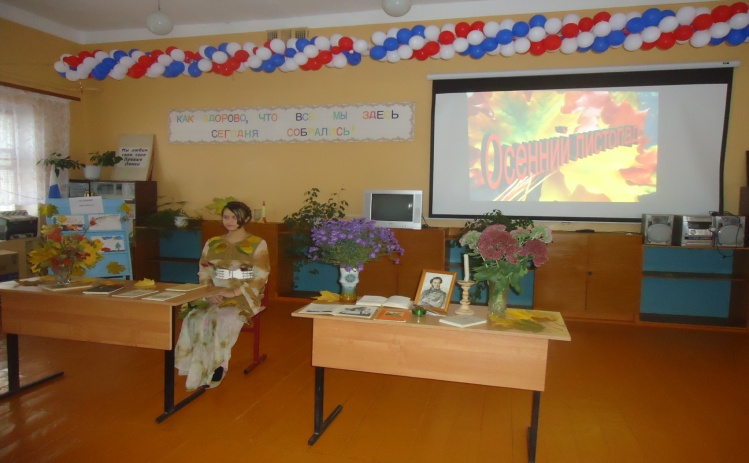 КАК ЗДОРОВО, ЧТО ВСЕ МЫ ЗДЕСЬ
СЕГОДНЯ СОБРАЛИСЬ!
Осенний листопад